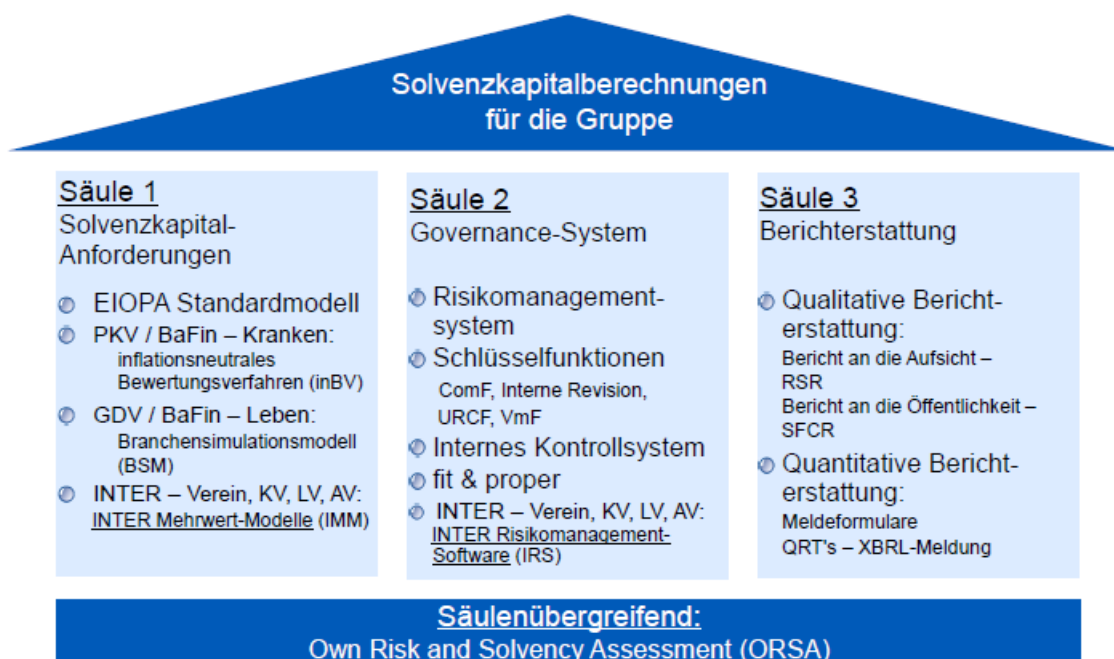 Solvenzkapitalberechnungen
für die Gruppe
Säule 1
Solvenzkapital-
Anforderungen
EIOPA Standardmodell
PKV / BaFin – Kranken:
inflationsneutrales
Bewertungsverfahren (inBV)
GDV / BaFin – Leben:
Branchensimulationsmodell
(BSM)
INTER – Verein, KV, LV, AV:
INTER Mehrwert-Modelle (IMM)
Säule 2
Governance-System
Risikomanagement-
system
Schlüsselfunktionen
ComF, Interne Revision,
URCF, VmF
Internes Kontrollsystem
fit & proper
INTER – Verein, KV, LV, AV:
INTER Risikomanagement-
Software (IRS)
Säule 3
Berichterstattung
Qualitative Bericht-
erstattung:
Bericht an die Aufsicht –
RSR
Bericht an die Öffentlichkeit –
SFCR
Quantitative Bericht-
erstattung:
Meldeformulare
QRT's – XBRL-Meldung
Säulenübergreifend:
Own Risk and Solvency Assessment (ORSA)